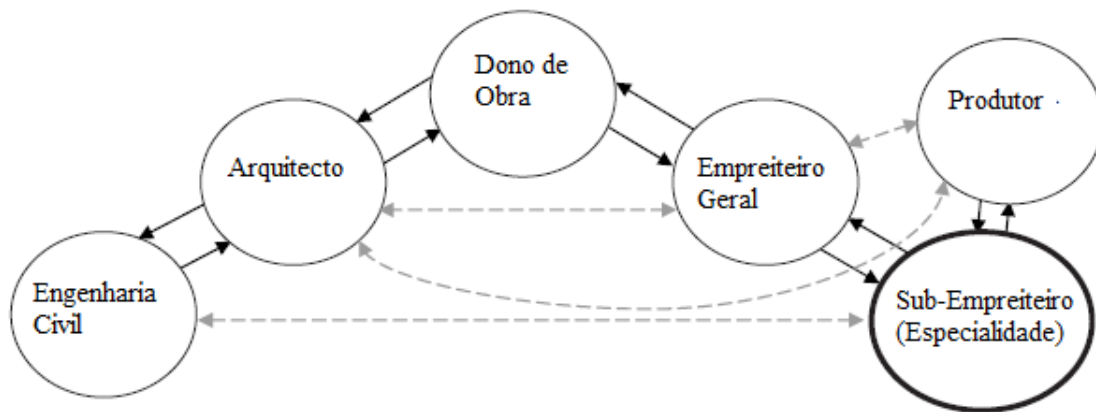 Dono de
Obra
Produtor
Arquitecto
Empreiteiro
Geral
Engenharia
Civil
Sub-Empreiteiro
(Especialidade)